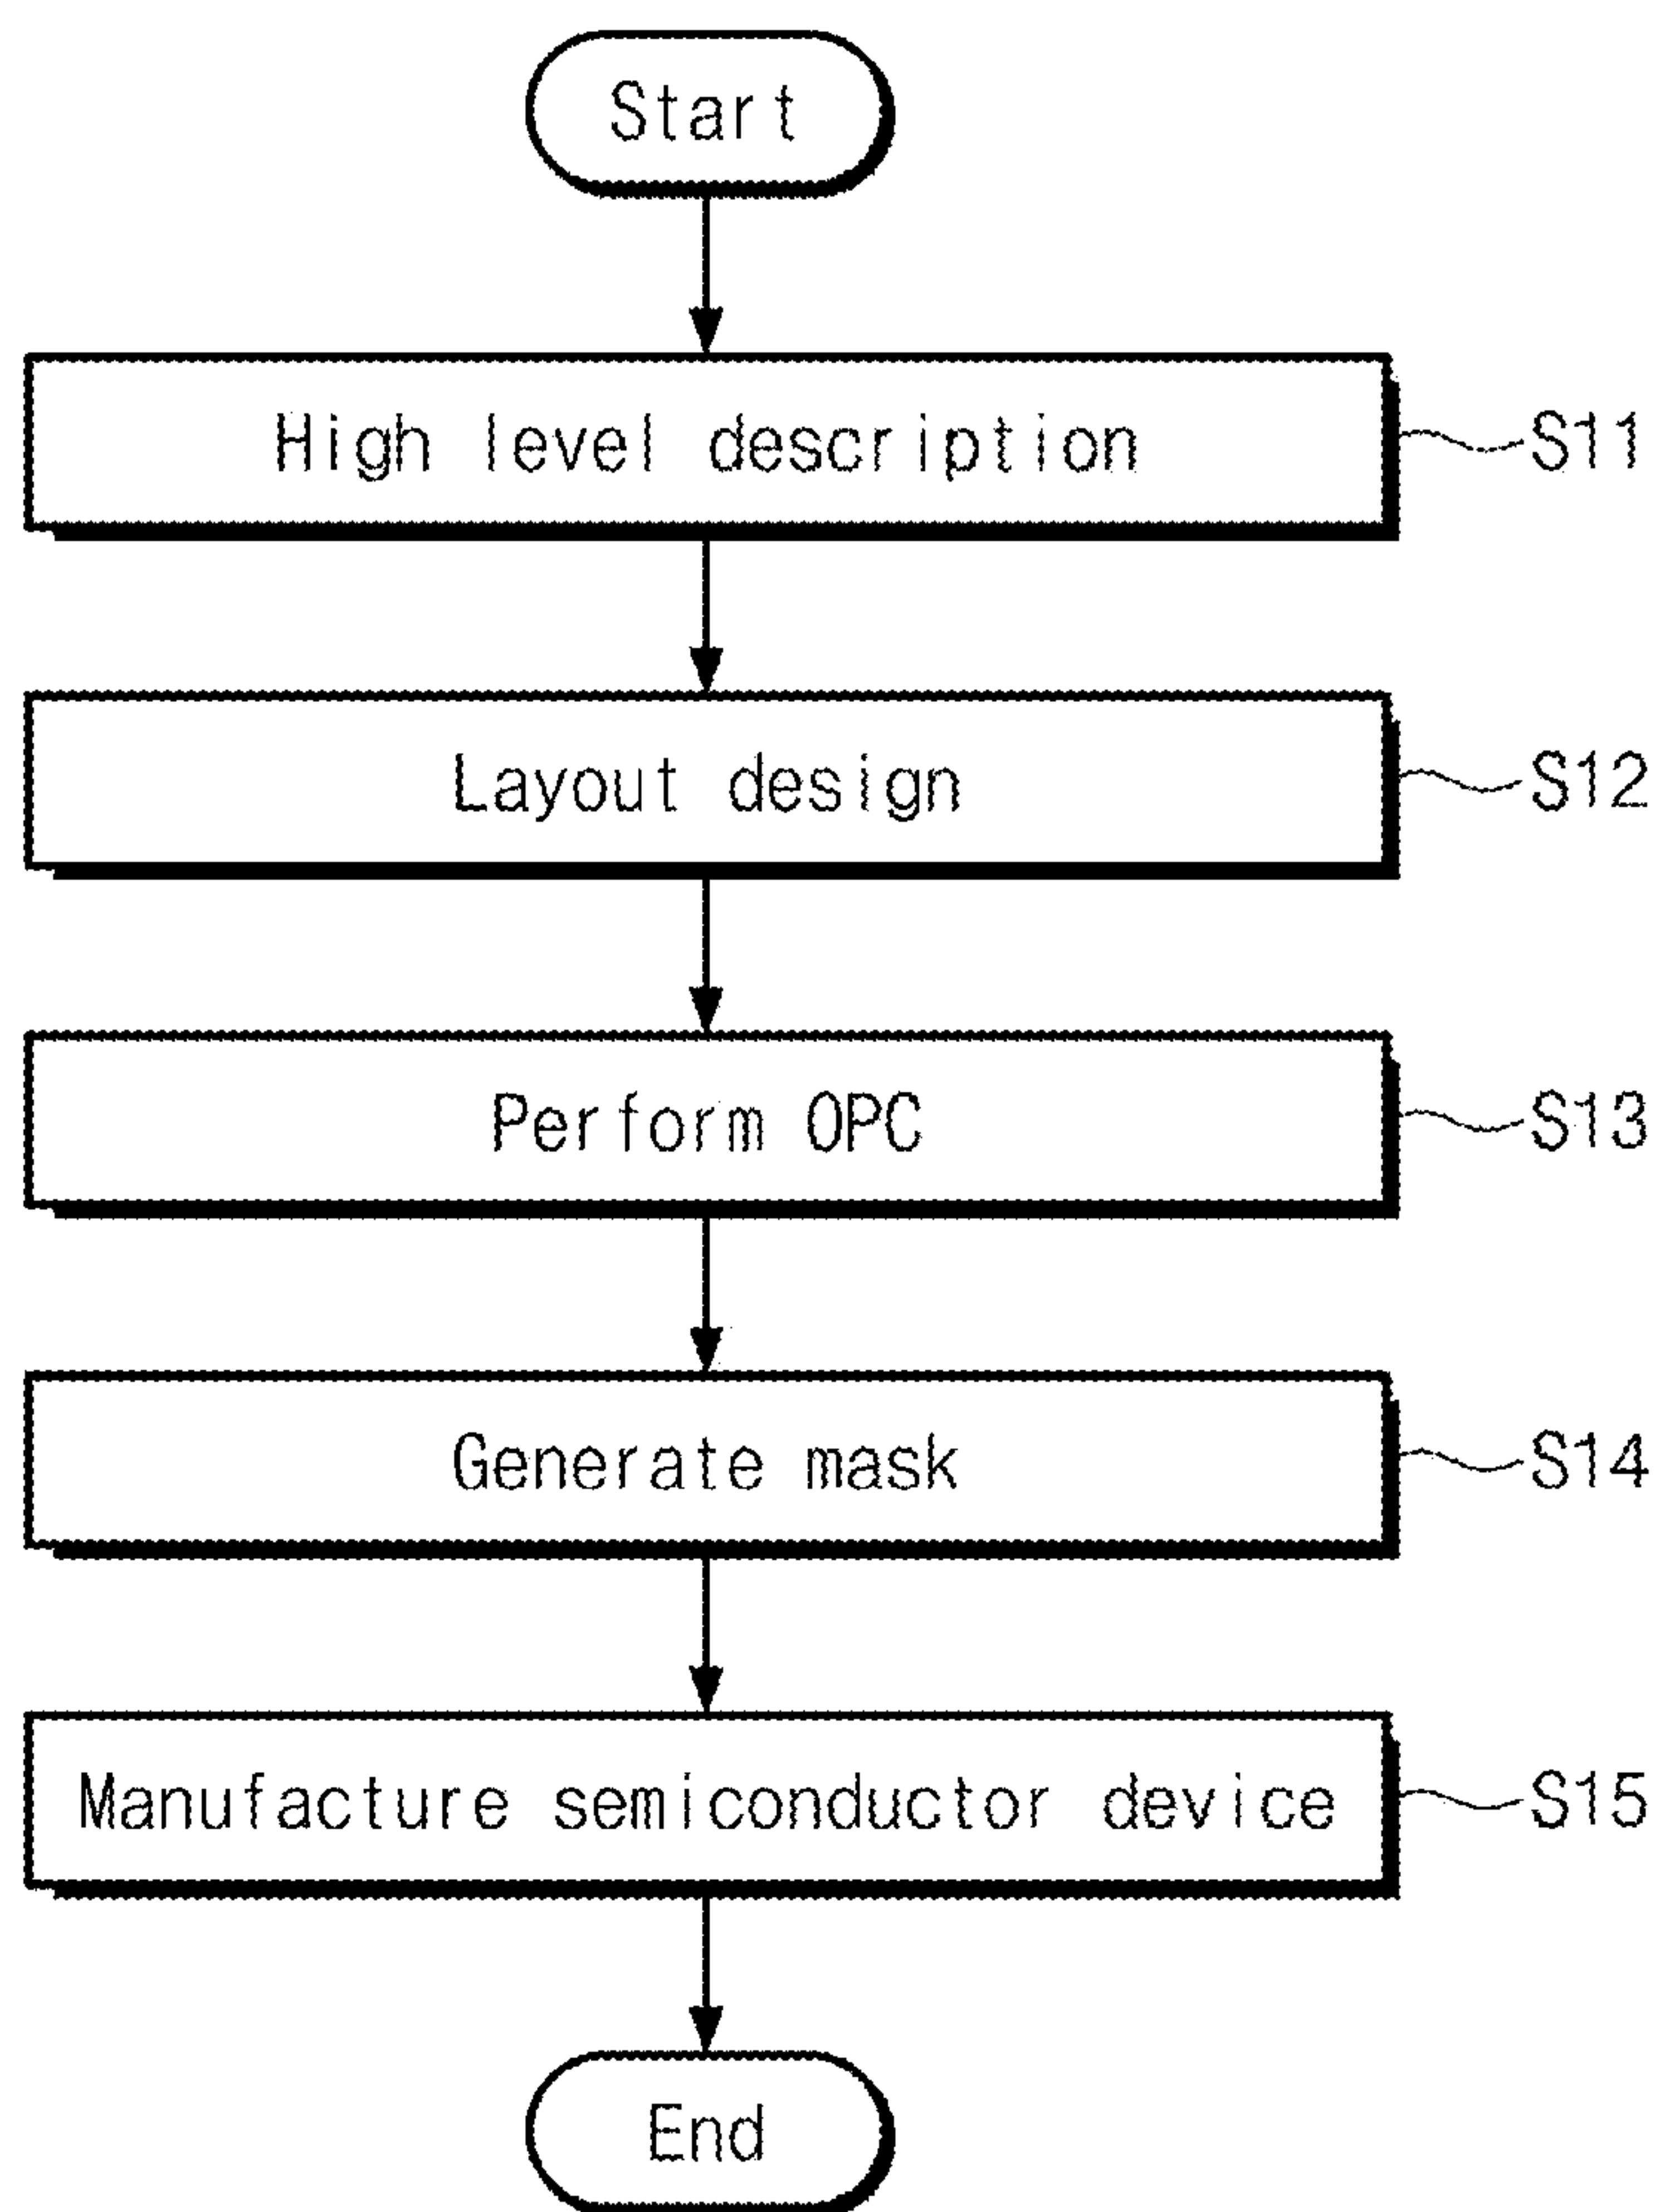 Start
High level description
S11
Layout design
S12
Perform OPC
S13
Generate mask
S14
Manufacture semiconductor device
S15
End